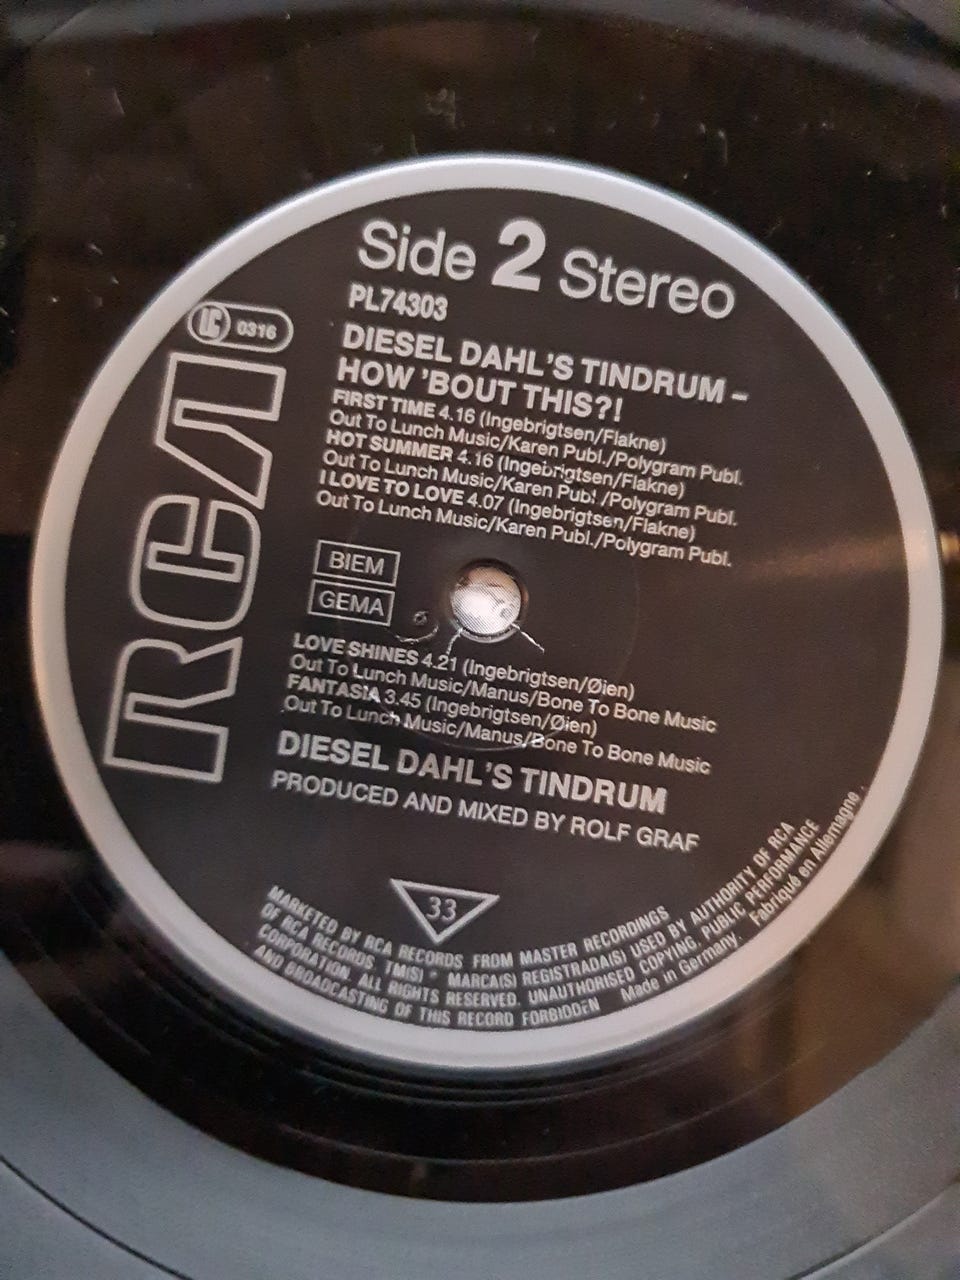 Side 2 Stereo
PL74303
LC 0316
RCA
DIESEL DAHL'S TINDRUM –
HOW 'BOUT THIS?!
FIRST TIME 4.16 (Ingebrigtsen/Flakne)
Out To Lunch Music/Karen Publ./Polygram Publ.
HOT SUMMER 4.16 (Ingebrigtsen/Flakne)
Out To Lunch Music/Karen Publ./Polygram Publ.
I LOVE TO LOVE 4.07 (Ingebrigtsen/Flakne)
Out To Lunch Music/Karen Publ./Polygram Publ.
BIEM
GEMA
LOVE SHINES 4.21 (Ingebrigtsen/Øien)
Out To Lunch Music/Manus/Bone To Bone Music
FANTASIA 3.45 (Ingebrigtsen/Øien)
Out To Lunch Music/Manus/Bone To Bone Music
DIESEL DAHL'S TINDRUM
PRODUCED AND MIXED BY ROLF GRAF
33
MARKETED BY RCA RECORDS FROM MASTER RECORDINGS
OF RCA RECORDS. TM(S) ® MARCA(S) REGISTRADA(S) USED BY AUTHORITY OF RCA
CORPORATION. ALL RIGHTS RESERVED. UNAUTHORISED COPYING, PUBLIC PERFORMANCE
AND BROADCASTING OF THIS RECORD FORBIDDEN Made in Germany. Fabriqué en Allemagne.